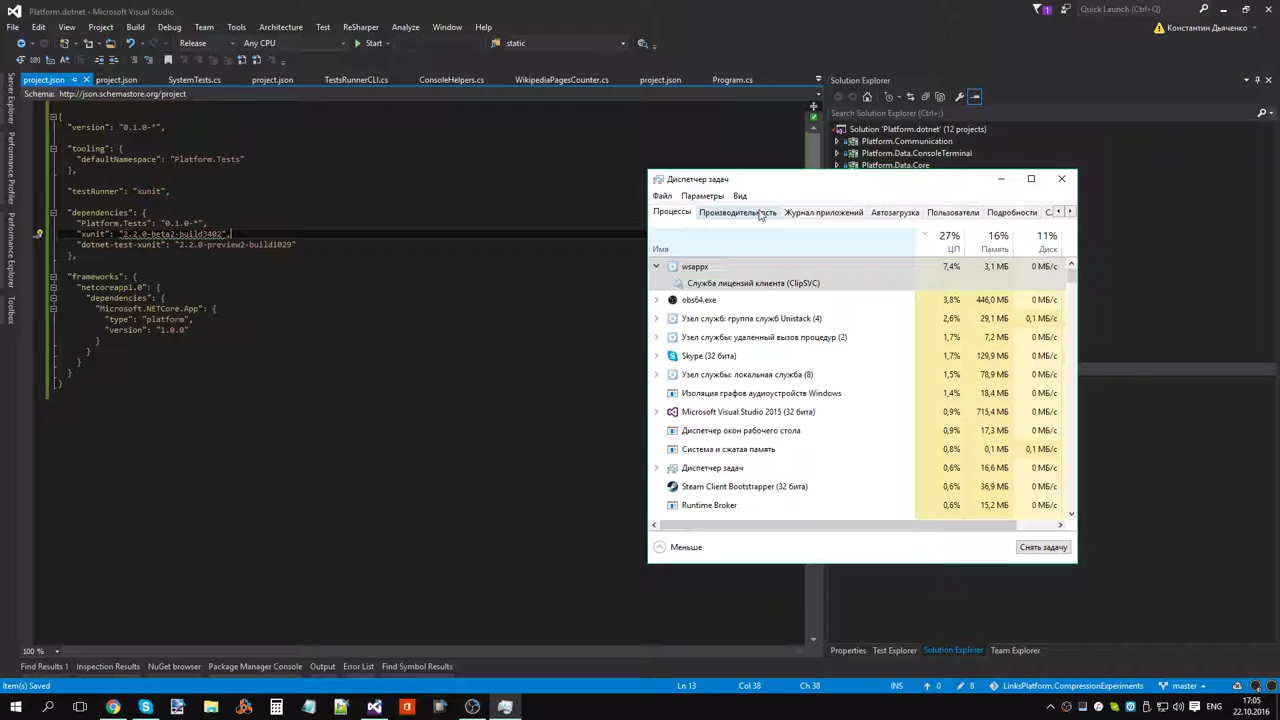 Platform.dotnet - Microsoft Visual Studio
1
Quick Launch (Ctrl+Q)
File Edit View Project Build Debug Team Tools Test ReSharper Analyze Window Help
Константин Дьяченко
Release Any CPU Start static
project.json project.json SystemTests.cs project.json TestsRunnerCLI.cs ConsoleHelpers.cs WikipediaPagesCounter.cs project.json Program.cs
Schema: http://json.schemastore.org/project
Server Explorer
{
"version": "0.1.0-*",
"tooling": {
"defaultNamespace": "Platform.Tests"
},
"testRunner": "xunit",
"dependencies": {
"Platform.Tests": "0.1.0-*",
"xunit": "2.2.0-beta2-build3402",
"dotnet-test-xunit": "2.2.0-preview2-build1029"
},
"frameworks": {
"netcoreapp1.0": {
"dependencies": {
"Microsoft.NETCore.App": {
"type": "platform",
"version": "1.0.0"
}
}
}
}
}
100 %
Solution Explorer
Search Solution Explorer (Ctrl+;)
Solution 'Platform.dotnet' (12 projects)
Platform.Communication
Platform.Data.ConsoleTerminal
Platform.Data.Core
Диспетчер задач
Файл Параметры Вид
Процессы Производительность Журнал приложений Автозагрузка Пользователи Подробности С
27% 16% 11%
Имя ЦП Память Диск
wsappx 7,4% 3,1 МБ 0 МБ/с
Служба лицензий клиента (ClipSVC)
obs64.exe 3,8% 446,0 МБ 0 МБ/с
Узел служб: группа служб Unistack (4) 2,6% 29,1 МБ 0,1 МБ/с
Узел службы: удаленный вызов процедур (2) 1,7% 7,2 МБ 0 МБ/с
Skype (32 бита) 1,7% 129,9 МБ 0 МБ/с
Узел службы: локальная служба (8) 1,5% 78,9 МБ 0 МБ/с
Изоляция графов аудиоустройств Windows 1,4% 18,4 МБ 0 МБ/с
Microsoft Visual Studio 2015 (32 бита) 0,9% 715,4 МБ 0 МБ/с
Диспетчер окон рабочего стола 0,9% 17,3 МБ 0 МБ/с
Система и сжатая память 0,8% 0,1 МБ 0,1 МБ/с
Диспетчер задач 0,6% 16,6 МБ 0 МБ/с
Steam Client Bootstrapper (32 бита) 0,6% 36,9 МБ 0 МБ/с
Runtime Broker 0,6% 15,2 МБ 0 МБ/с
Меньше Снять задачу
Properties Test Explorer Solution Explorer Team Explorer
Find Results 1 Inspection Results NuGet browser Package Manager Console Output Error List Find Symbol Results
Item(s) Saved Ln 13 Col 38 Ch 38 INS 0 8 LinksPlatform.CompressionExperiments master
17:05
22.10.2016